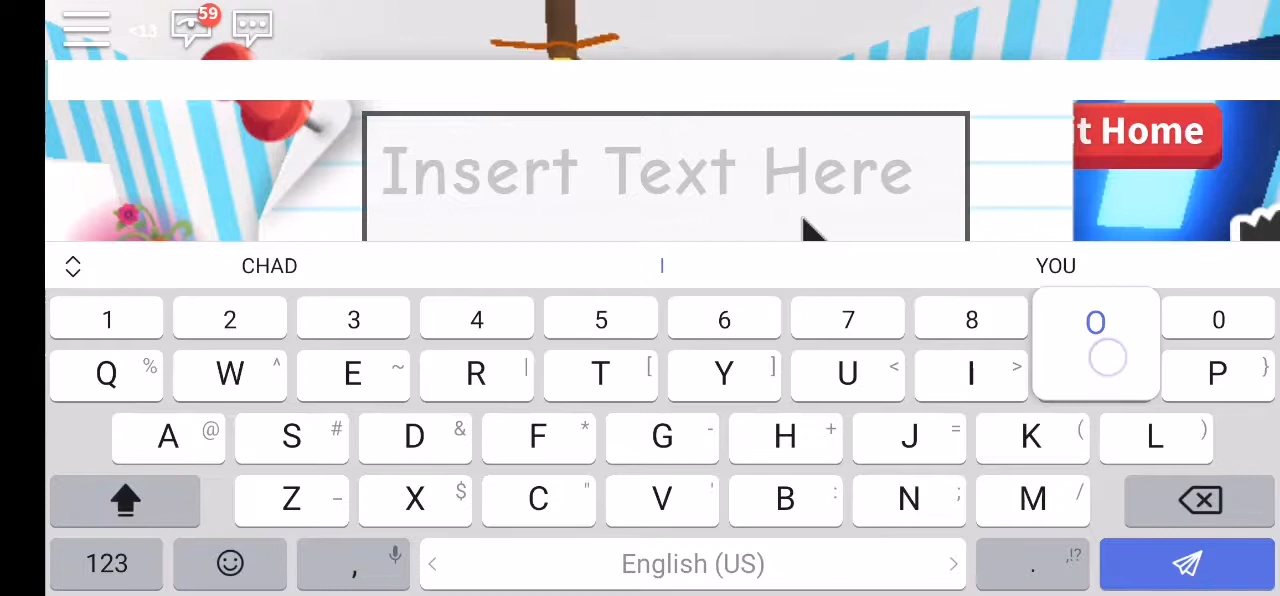 <13
59
t Home
Insert Text Here
CHAD I YOU
1 2 3 4 5 6 7 8 0
Q % W ^ E ~ R | T [ Y ] U < I > O P }
A @ S # D & F * G - H + J = K ( L )
Z _ X $ C " V ' B : N ; M /
123 , < English (US) > . ,!?